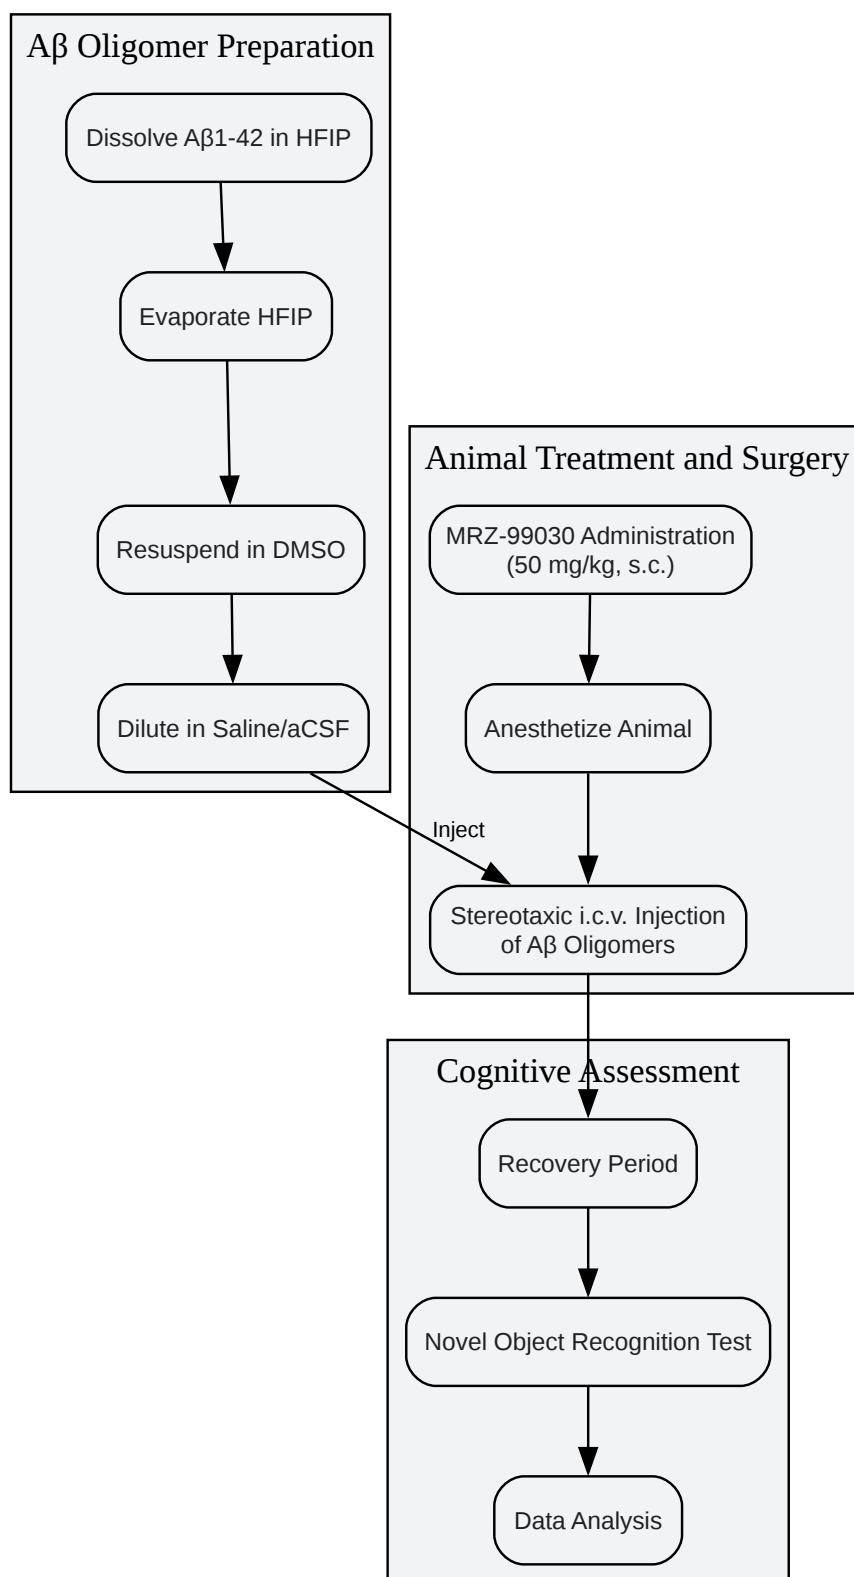 Aβ Oligomer Preparation
Dissolve Aβ1-42 in HFIP
Evaporate HFIP
Resuspend in DMSO
Dilute in Saline/aCSF
Animal Treatment and Surgery
MRZ-99030 Administration
(50 mg/kg, s.c.)
Anesthetize Animal
Inject
Stereotaxic i.c.v. Injection
of Aβ Oligomers
Cognitive Assessment
Recovery Period
Novel Object Recognition Test
Data Analysis